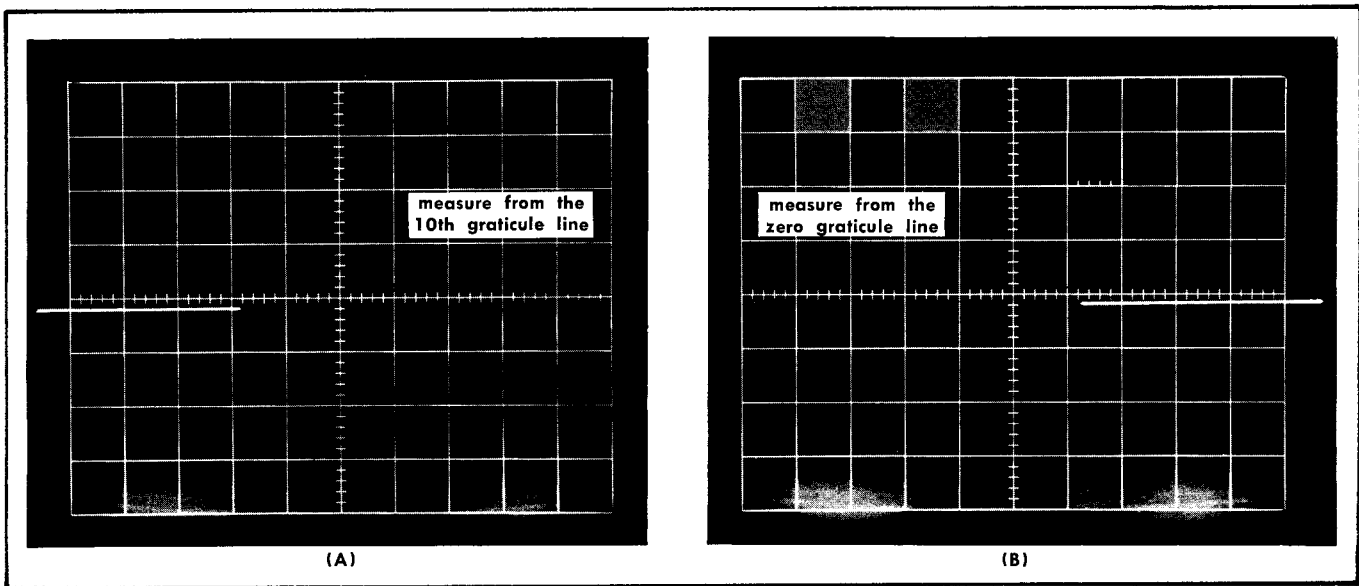 measure from the
10th graticule line
measure from the
zero graticule line
(A)
(B)